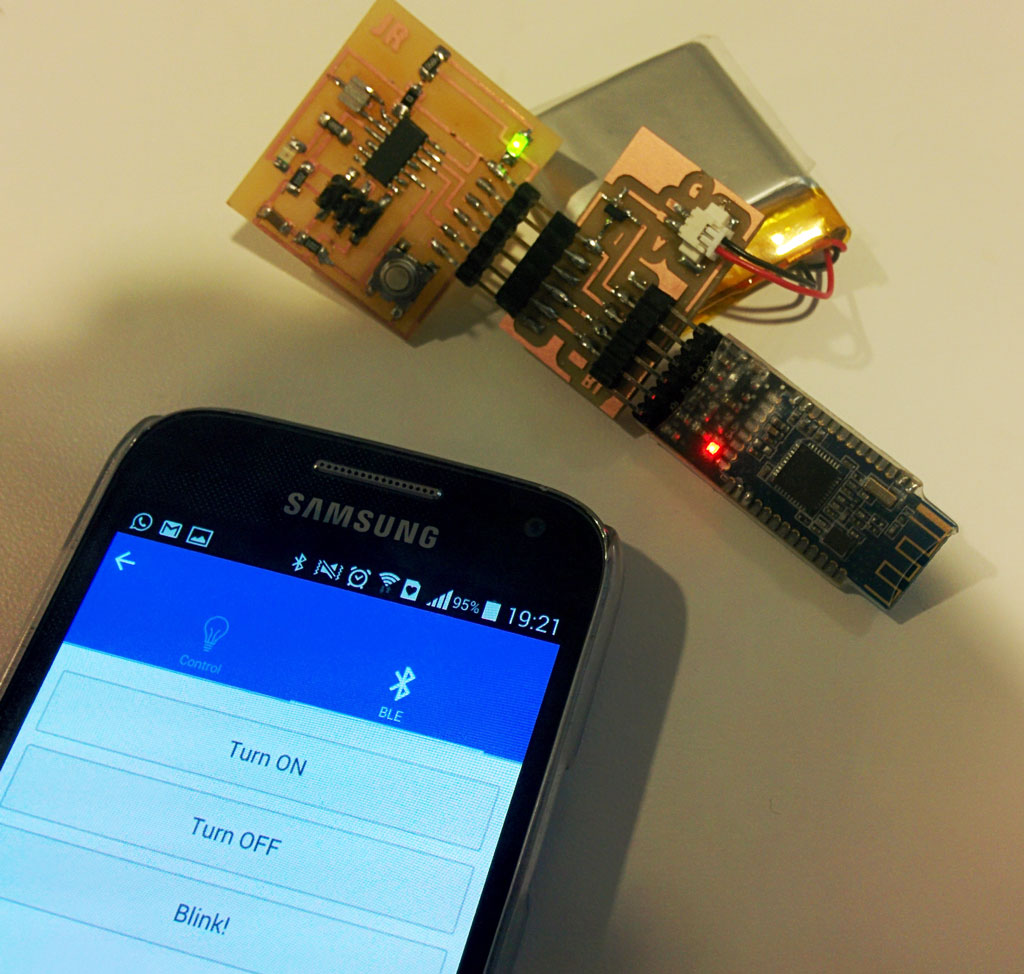 JR
SAMSUNG
95% 19:21
Control
BLE
Turn ON
Turn OFF
Blink!